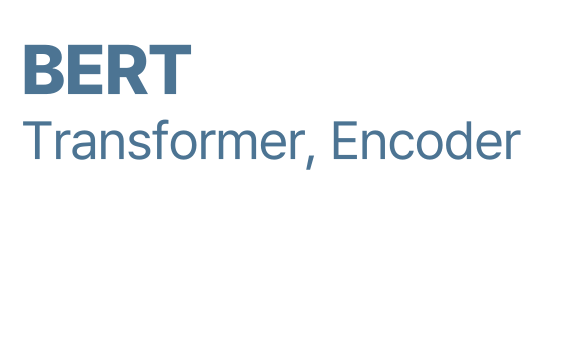 BERT
Transformer, Encoder